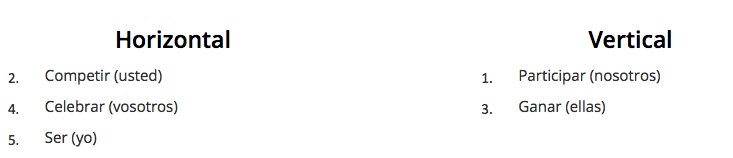 Horizontal
2. Competir (usted)
4. Celebrar (vosotros)
5. Ser (yo)
Vertical
1. Participar (nosotros)
3. Ganar (ellas)